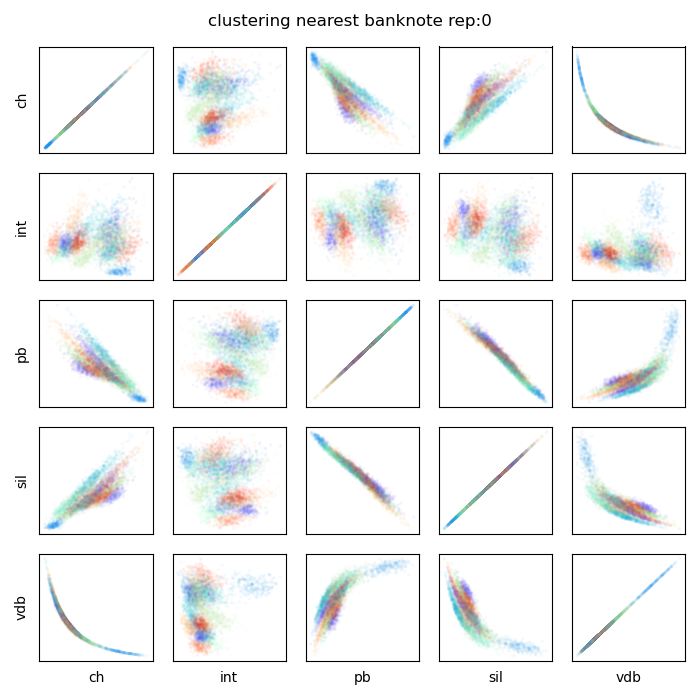 clustering nearest banknote rep:0
ch
int
pb
sil
vdb
ch
int
pb
sil
vdb